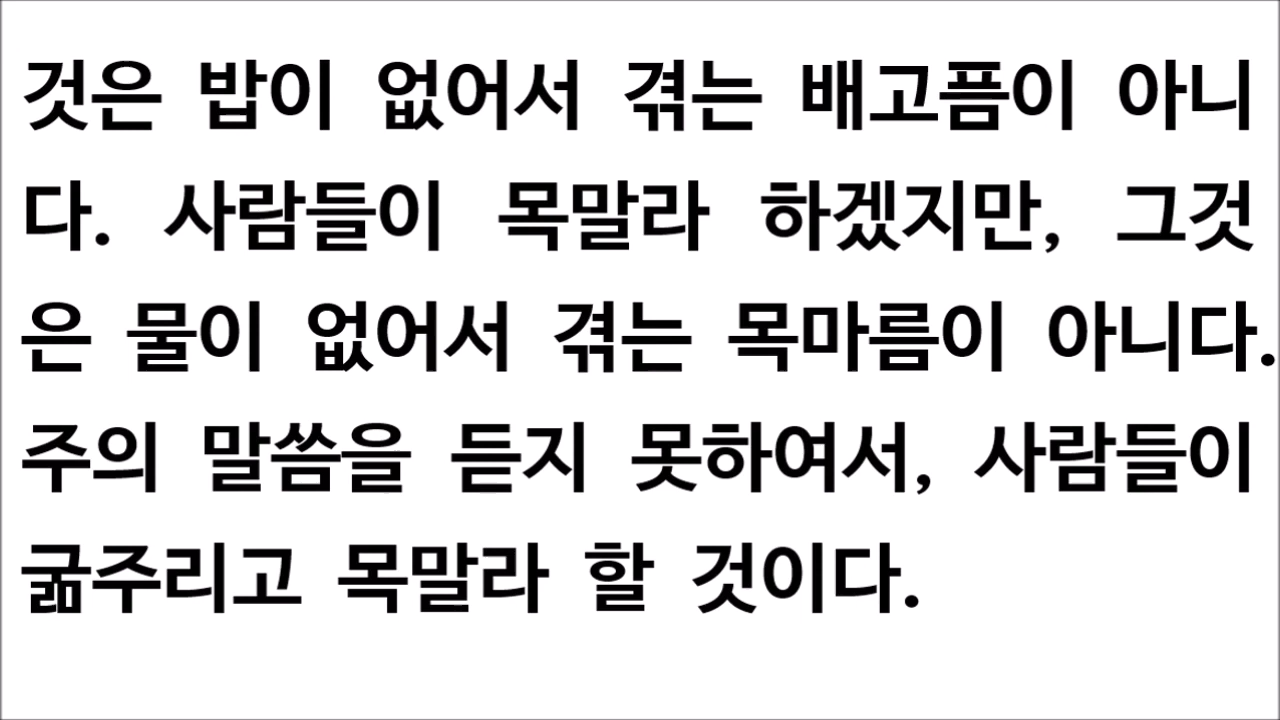 것은 밥이 없어서 겪는 배고픔이 아니
다. 사람들이 목말라 하겠지만, 그것
은 물이 없어서 겪는 목마름이 아니다.
주의 말씀을 듣지 못하여서, 사람들이
굶주리고 목말라 할 것이다.